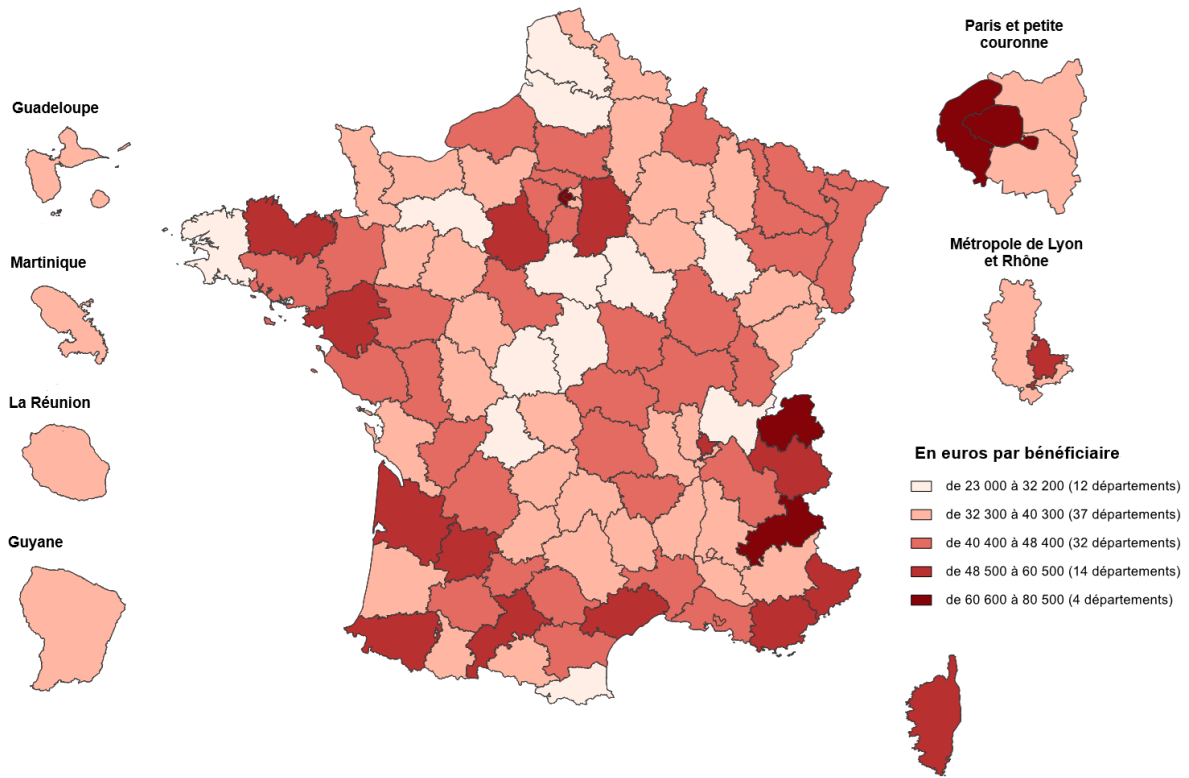 Paris et petite
couronne
Guadeloupe
Métropole de Lyon
et Rhône
Martinique
La Réunion
En euros par bénéficiaire
de 23 000 à 32 200 (12 départements)
de 32 300 à 40 300 (37 départements)
Guyane
de 40 400 à 48 400 (32 départements)
de 48 500 à 60 500 (14 départements)
de 60 600 à 80 500 (4 départements)